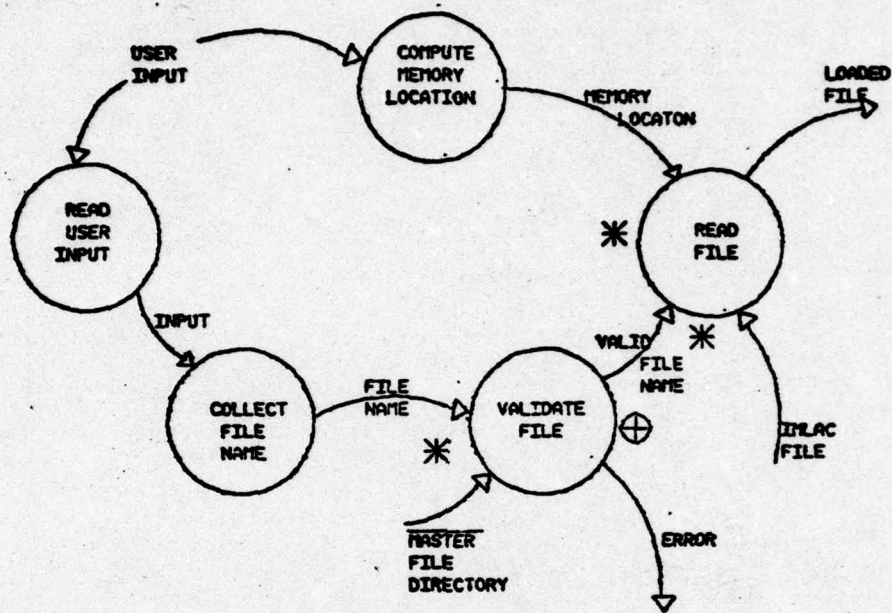 USER
INPUT
COMPUTE
MEMORY
LOCATION
MEMORY
LOCATON
LOADED
FILE
READ
USER
INPUT
READ
FILE
INPUT
VALID
FILE
NAME
COLLECT
FILE
NAME
FILE
NAME
VALIDATE
FILE
IMLAC
FILE
MASTER
FILE
DIRECTORY
ERROR